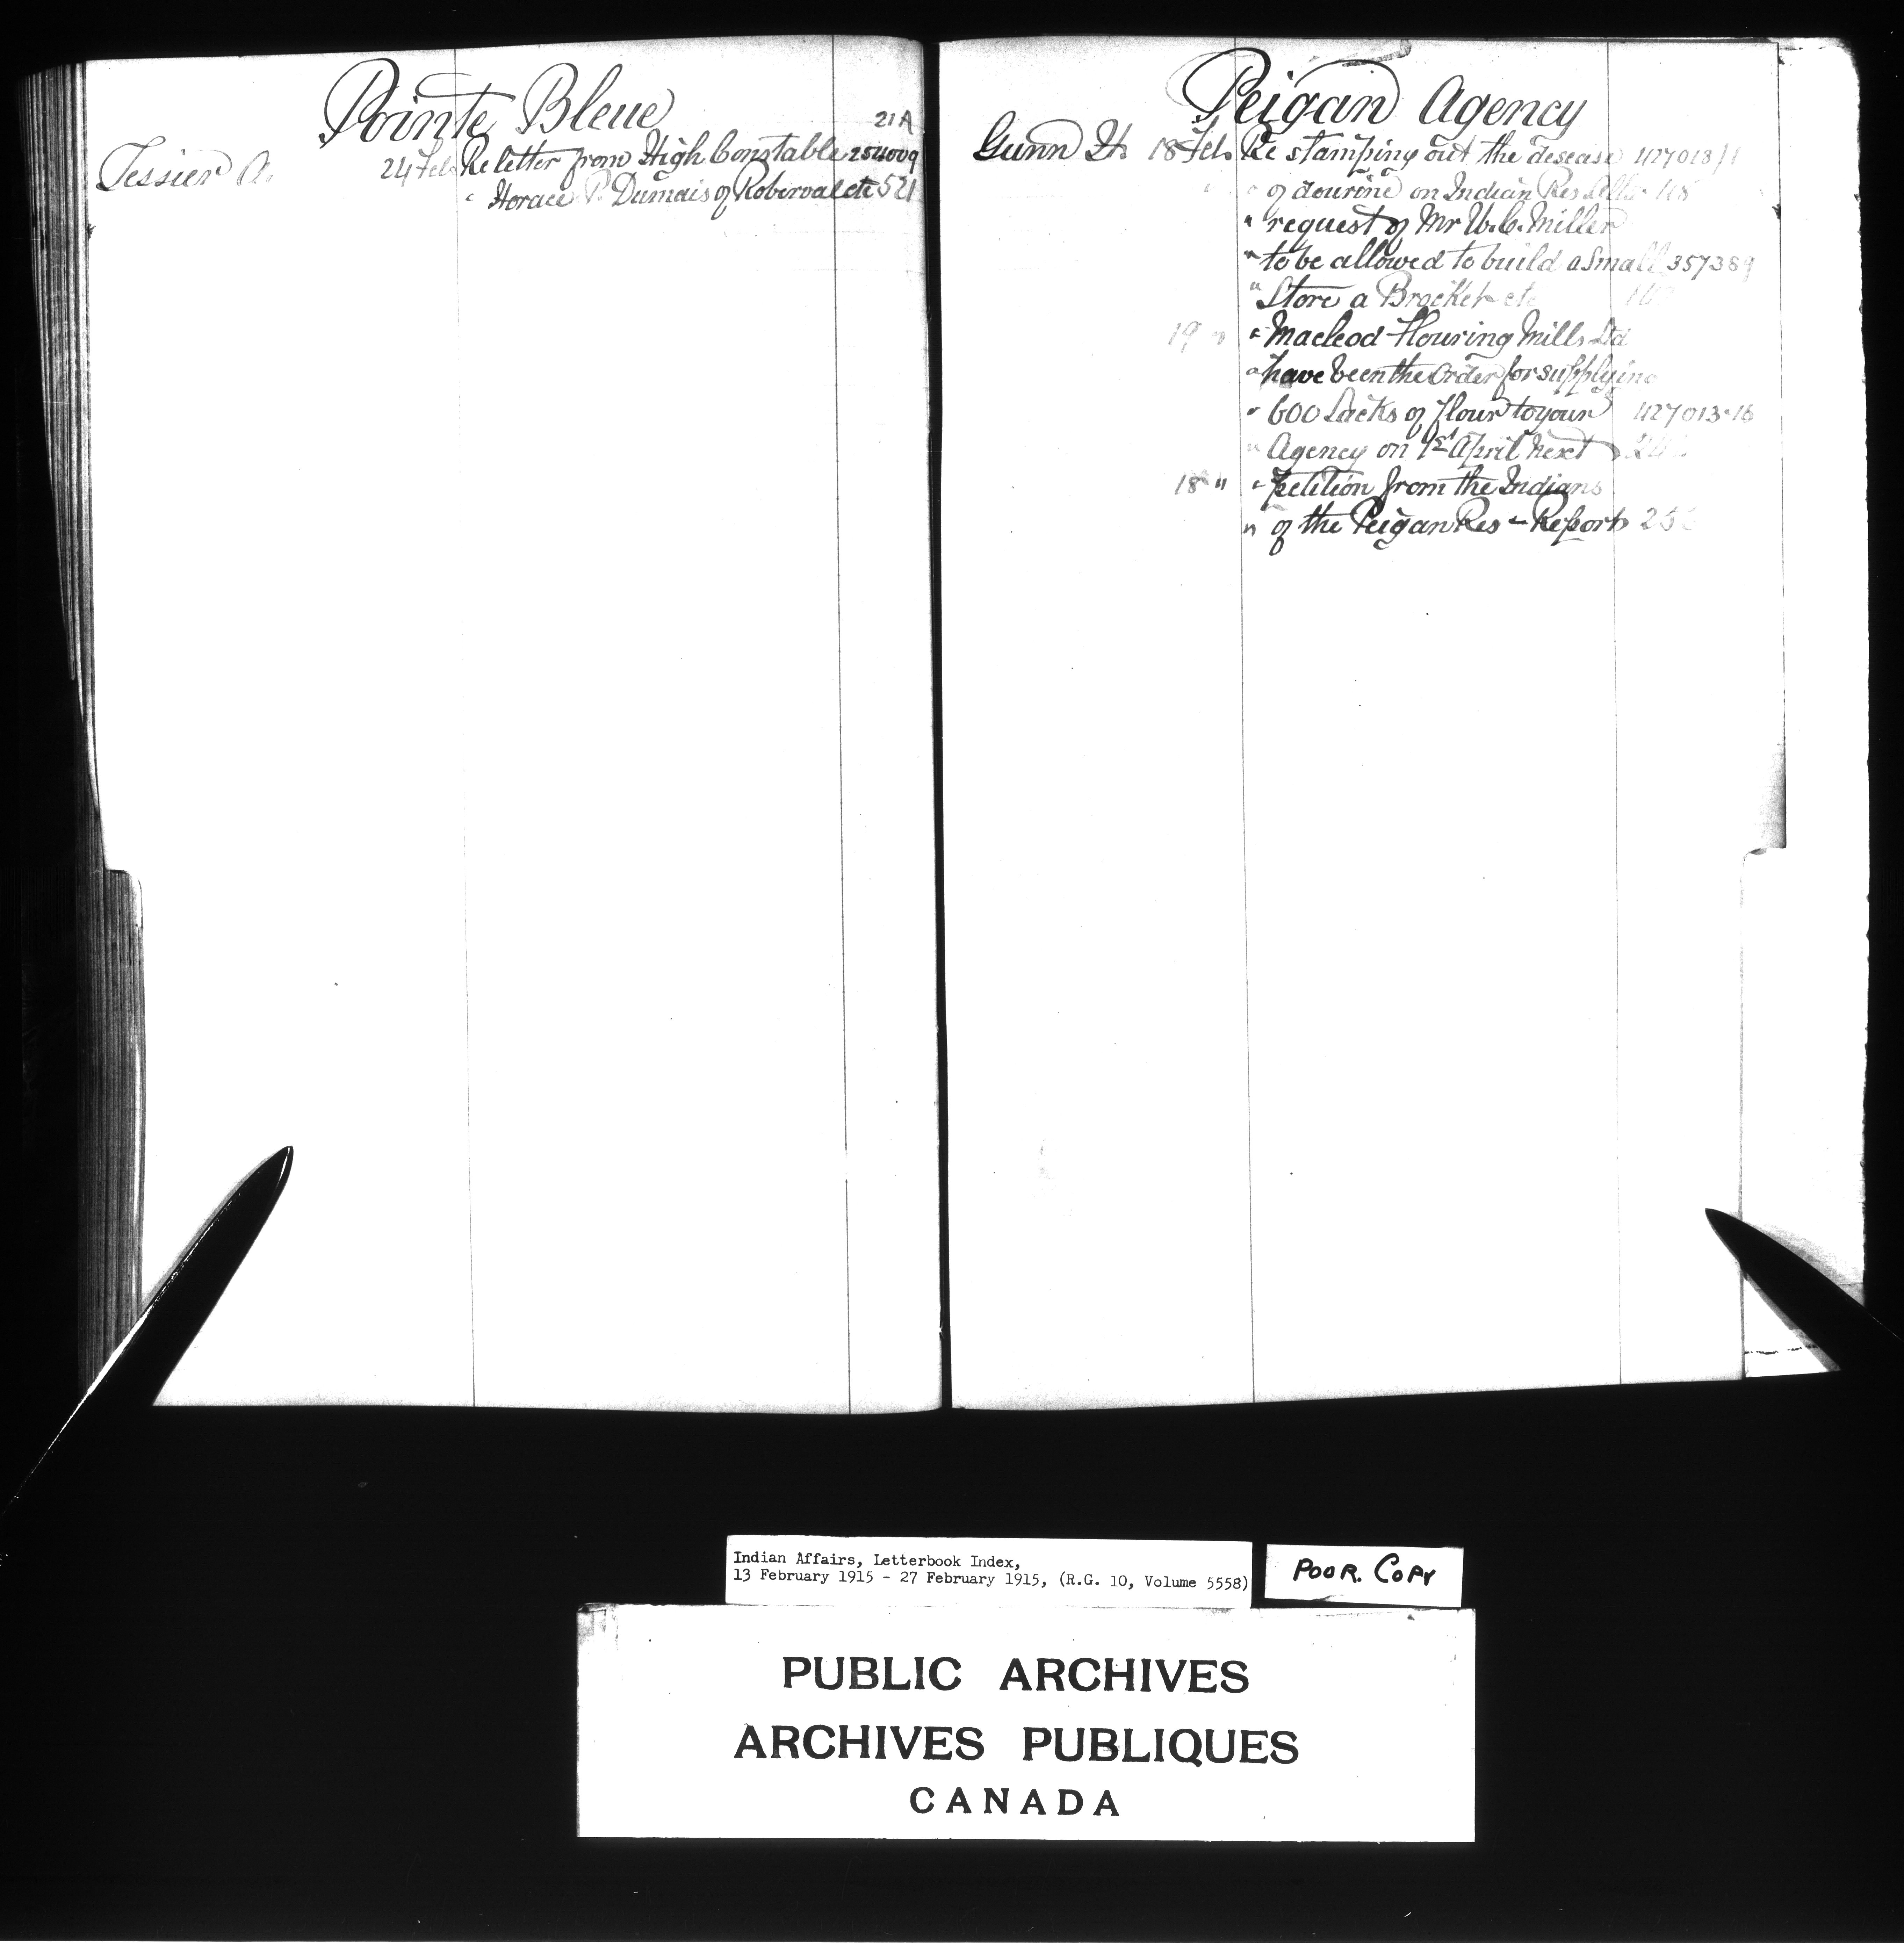 Pointe Bleue
21A
Tessier A. 24 Feb Re letter from High Constable 254009
" Horace P. Dumais of Roberval etc 521
Peigan Agency
Gunn H. 18 Feb Re stamping out the desease 427018/1
" of dourine on Indian Res
" request of Mr W.C. Miller
" to be allowed to build a small 357389
" Store a Brocket etc
19 " " Macleod Flouring Mills Ltd
" have been the Order for supplying
" 600 Sacks of flour to your 427013-16
" Agency on 1st April next
18 " " petition from the Indians
" of the Peigan Res - Report
Indian Affairs, Letterbook Index,
13 February 1915 - 27 February 1915, (R.G. 10, Volume 5558)
POOR. COPY
PUBLIC ARCHIVES
ARCHIVES PUBLIQUES
CANADA